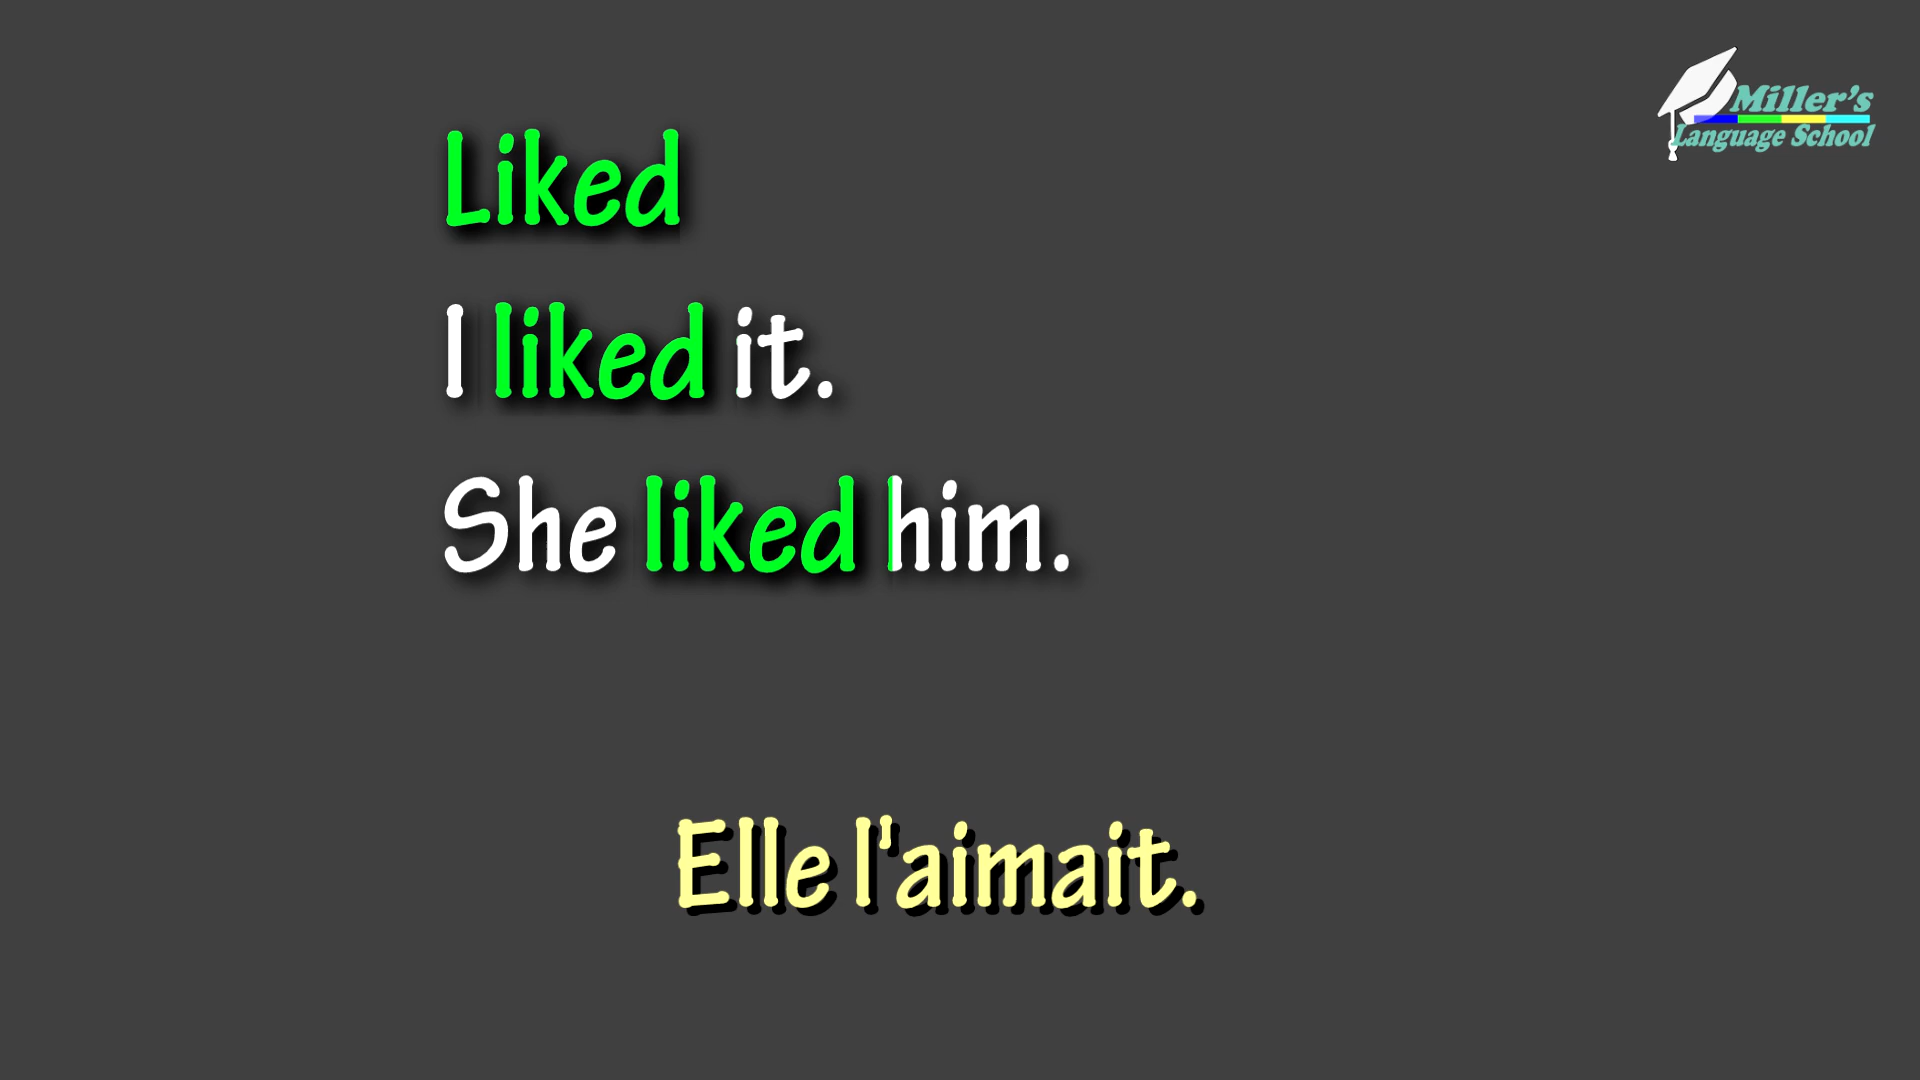 Miller's
Language School
Liked
I liked it.
She liked him.
Elle l'aimait.